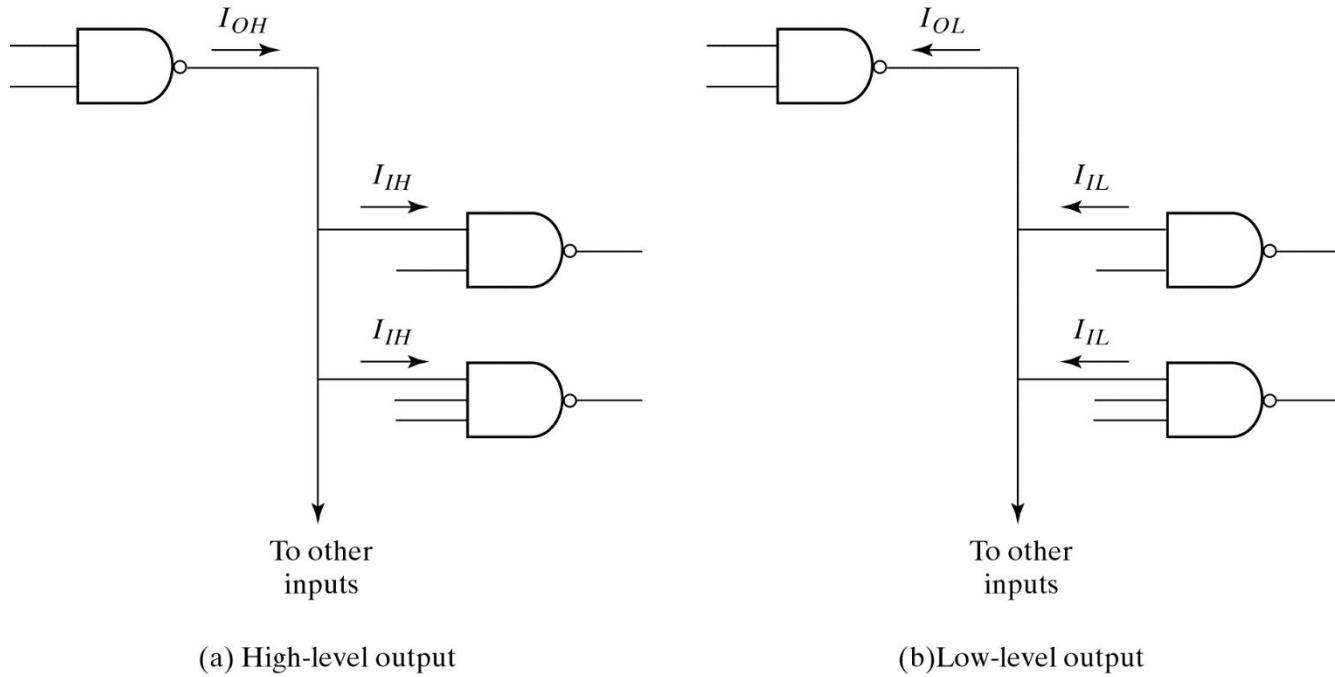 I_OH
I_IH
I_IH
To other
inputs
(a) High-level output
I_OL
I_IL
I_IL
To other
inputs
(b)Low-level output